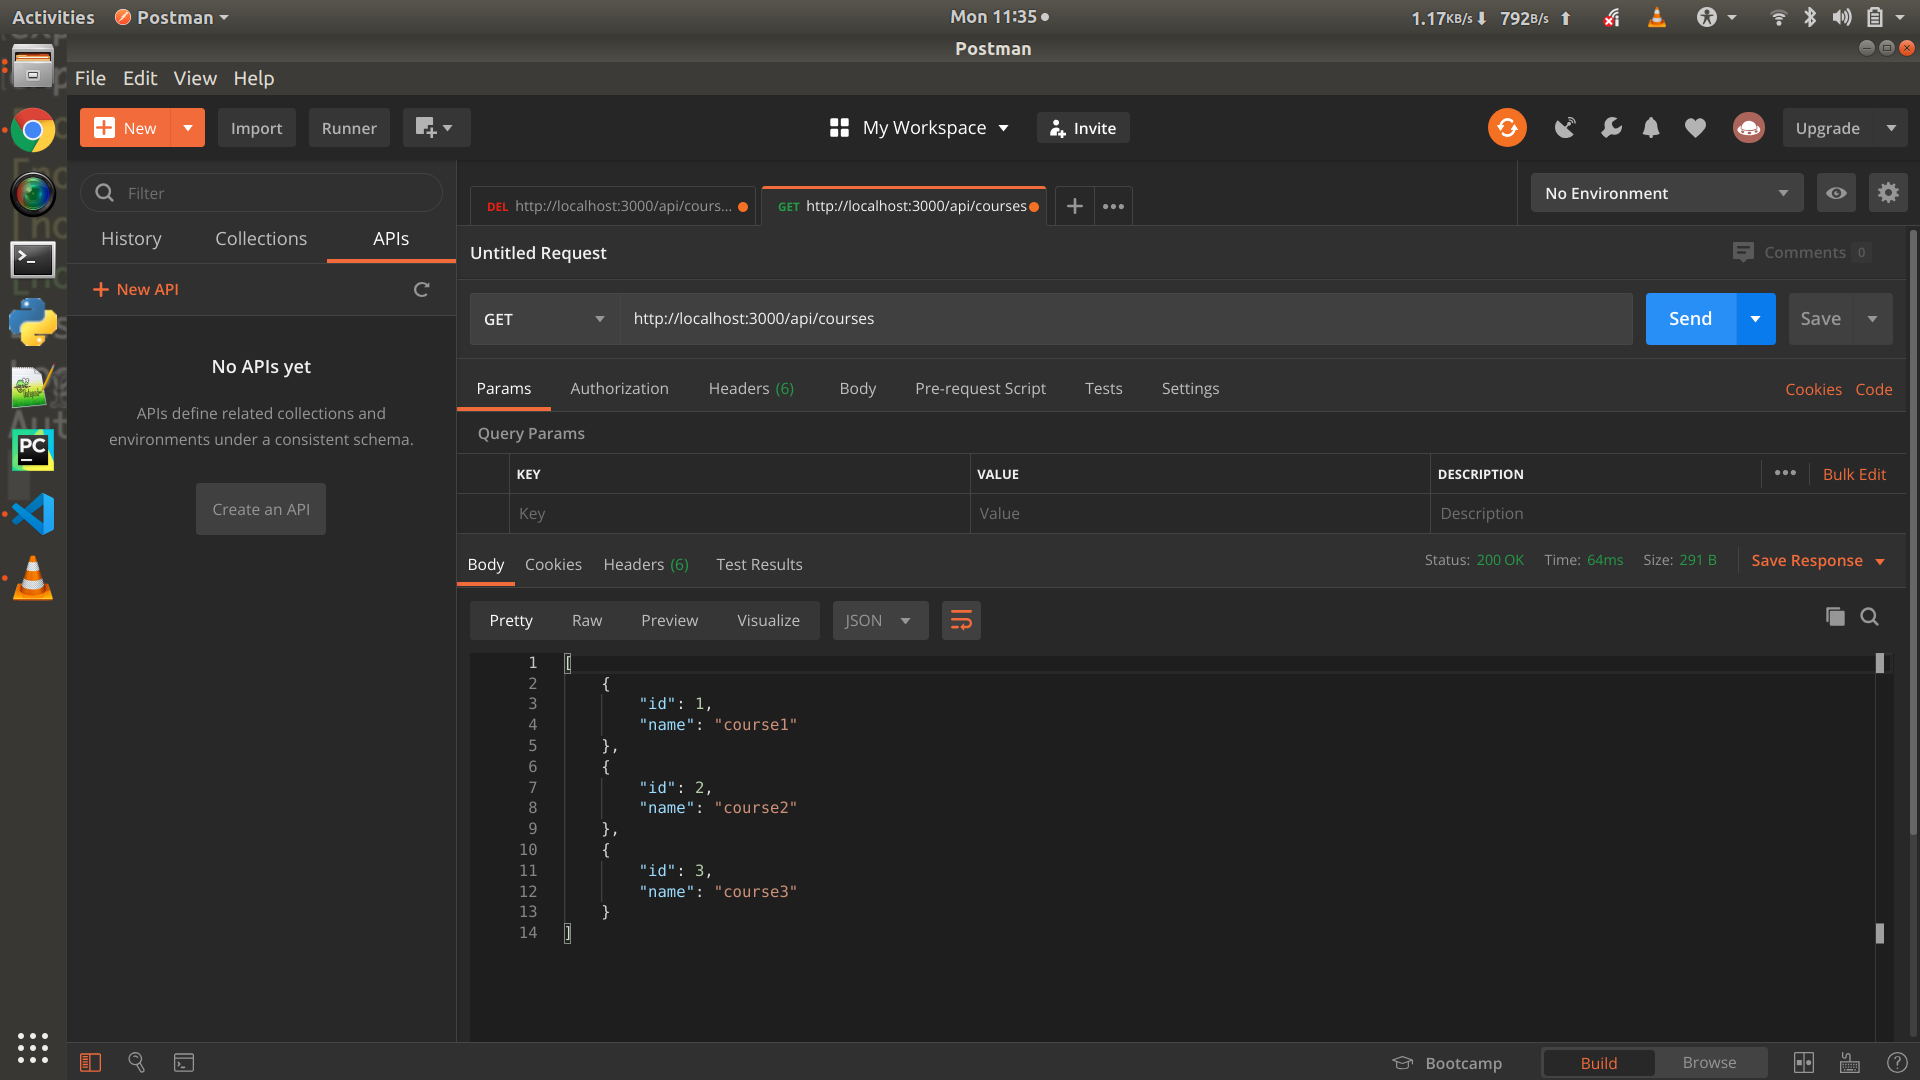 Activities Postman Mon 11:35 1.17KB/s 792B/s
Postman
File Edit View Help
New Import Runner My Workspace Invite Upgrade
Filter
History Collections APIs
New API
No APIs yet
APIs define related collections and
environments under a consistent schema.
Create an API
DEL http://localhost:3000/api/cours... GET http://localhost:3000/api/courses No Environment
Untitled Request Comments 0
GET http://localhost:3000/api/courses Send Save
Params Authorization Headers (6) Body Pre-request Script Tests Settings Cookies Code
Query Params
KEY VALUE DESCRIPTION Bulk Edit
Key Value Description
Body Cookies Headers (6) Test Results Status: 200 OK Time: 64ms Size: 291 B Save Response
Pretty Raw Preview Visualize JSON
1 [
2 {
3 "id": 1,
4 "name": "course1"
5 },
6 {
7 "id": 2,
8 "name": "course2"
9 },
10 {
11 "id": 3,
12 "name": "course3"
13 }
14 ]
PC
Bootcamp Build Browse